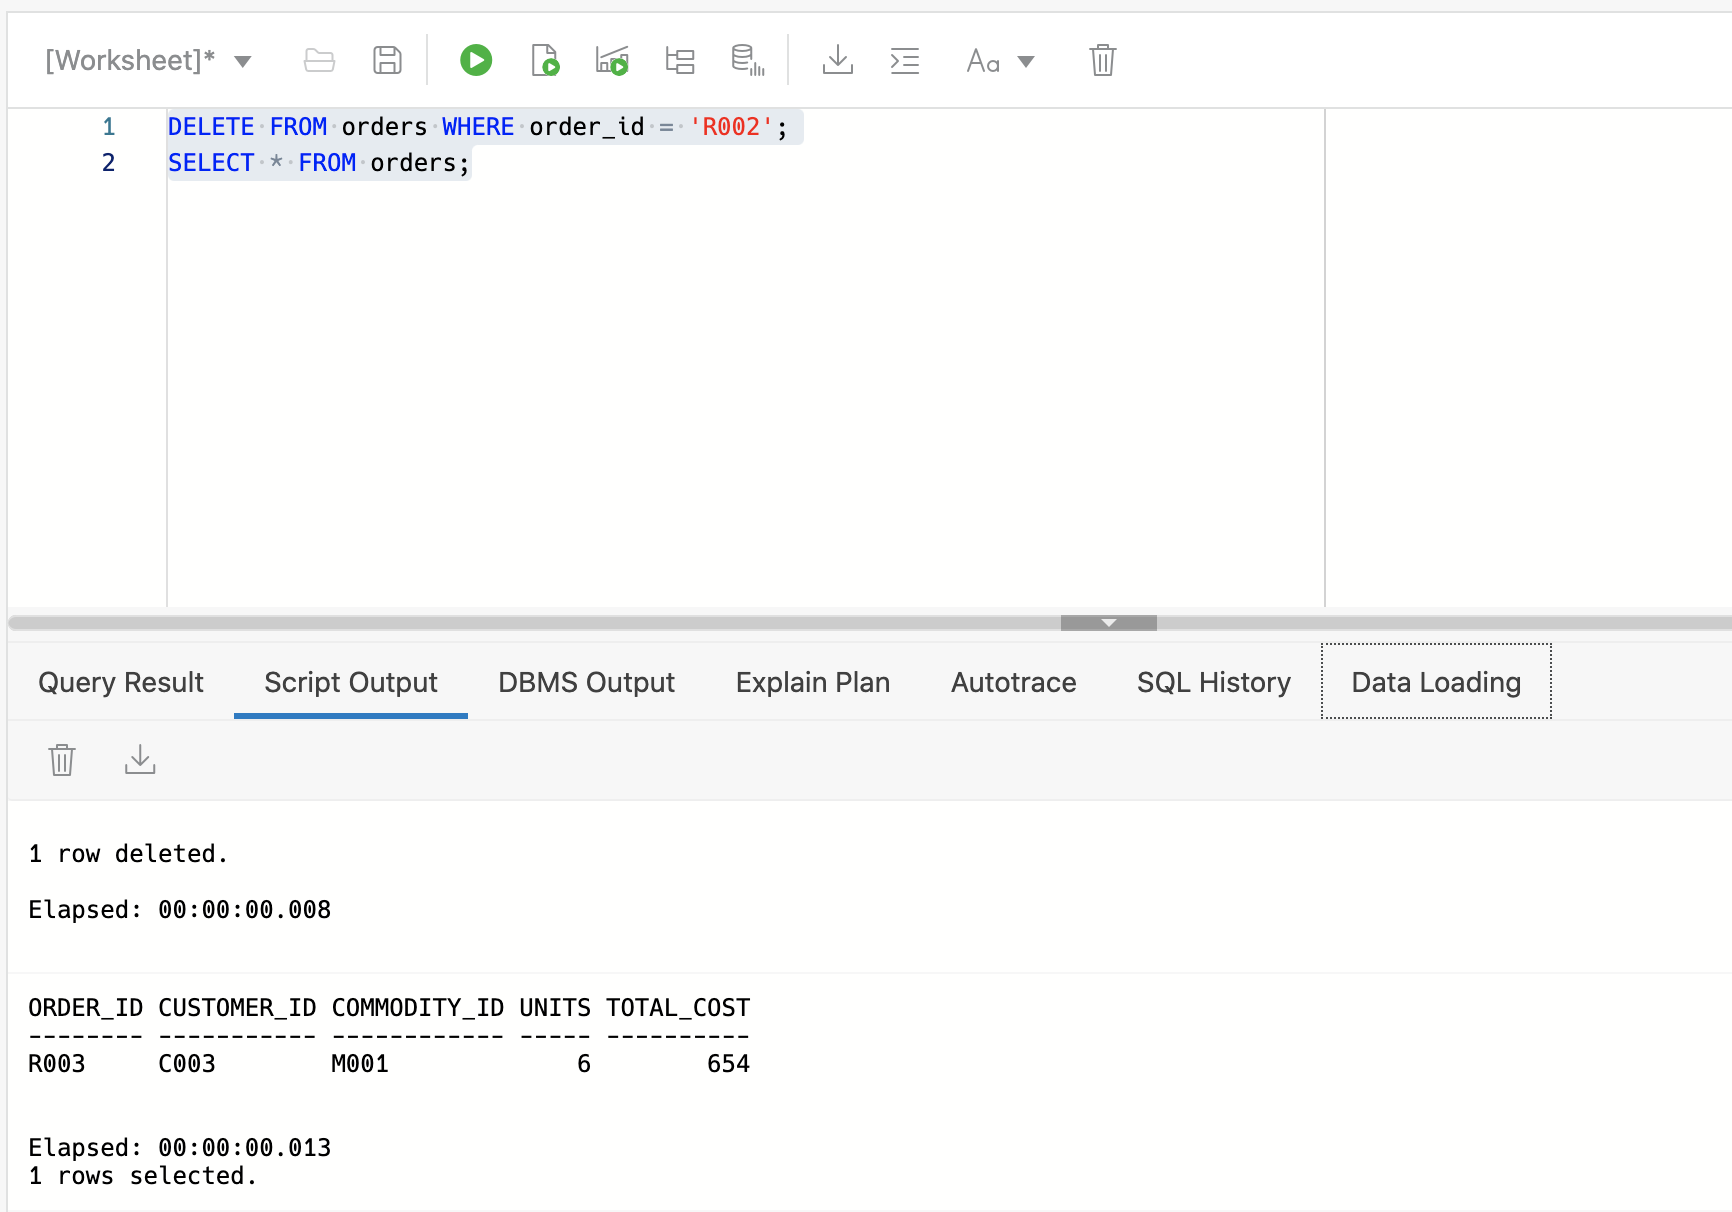 [Worksheet]*
Aa
1 DELETE FROM orders WHERE order_id = 'R002';
2 SELECT * FROM orders;
Query Result Script Output DBMS Output Explain Plan Autotrace SQL History Data Loading
1 row deleted.
Elapsed: 00:00:00.008
ORDER_ID CUSTOMER_ID COMMODITY_ID UNITS TOTAL_COST
-------- ----------- ------------ ----- ----------
R003     C003        M001             6        654
Elapsed: 00:00:00.013
1 rows selected.